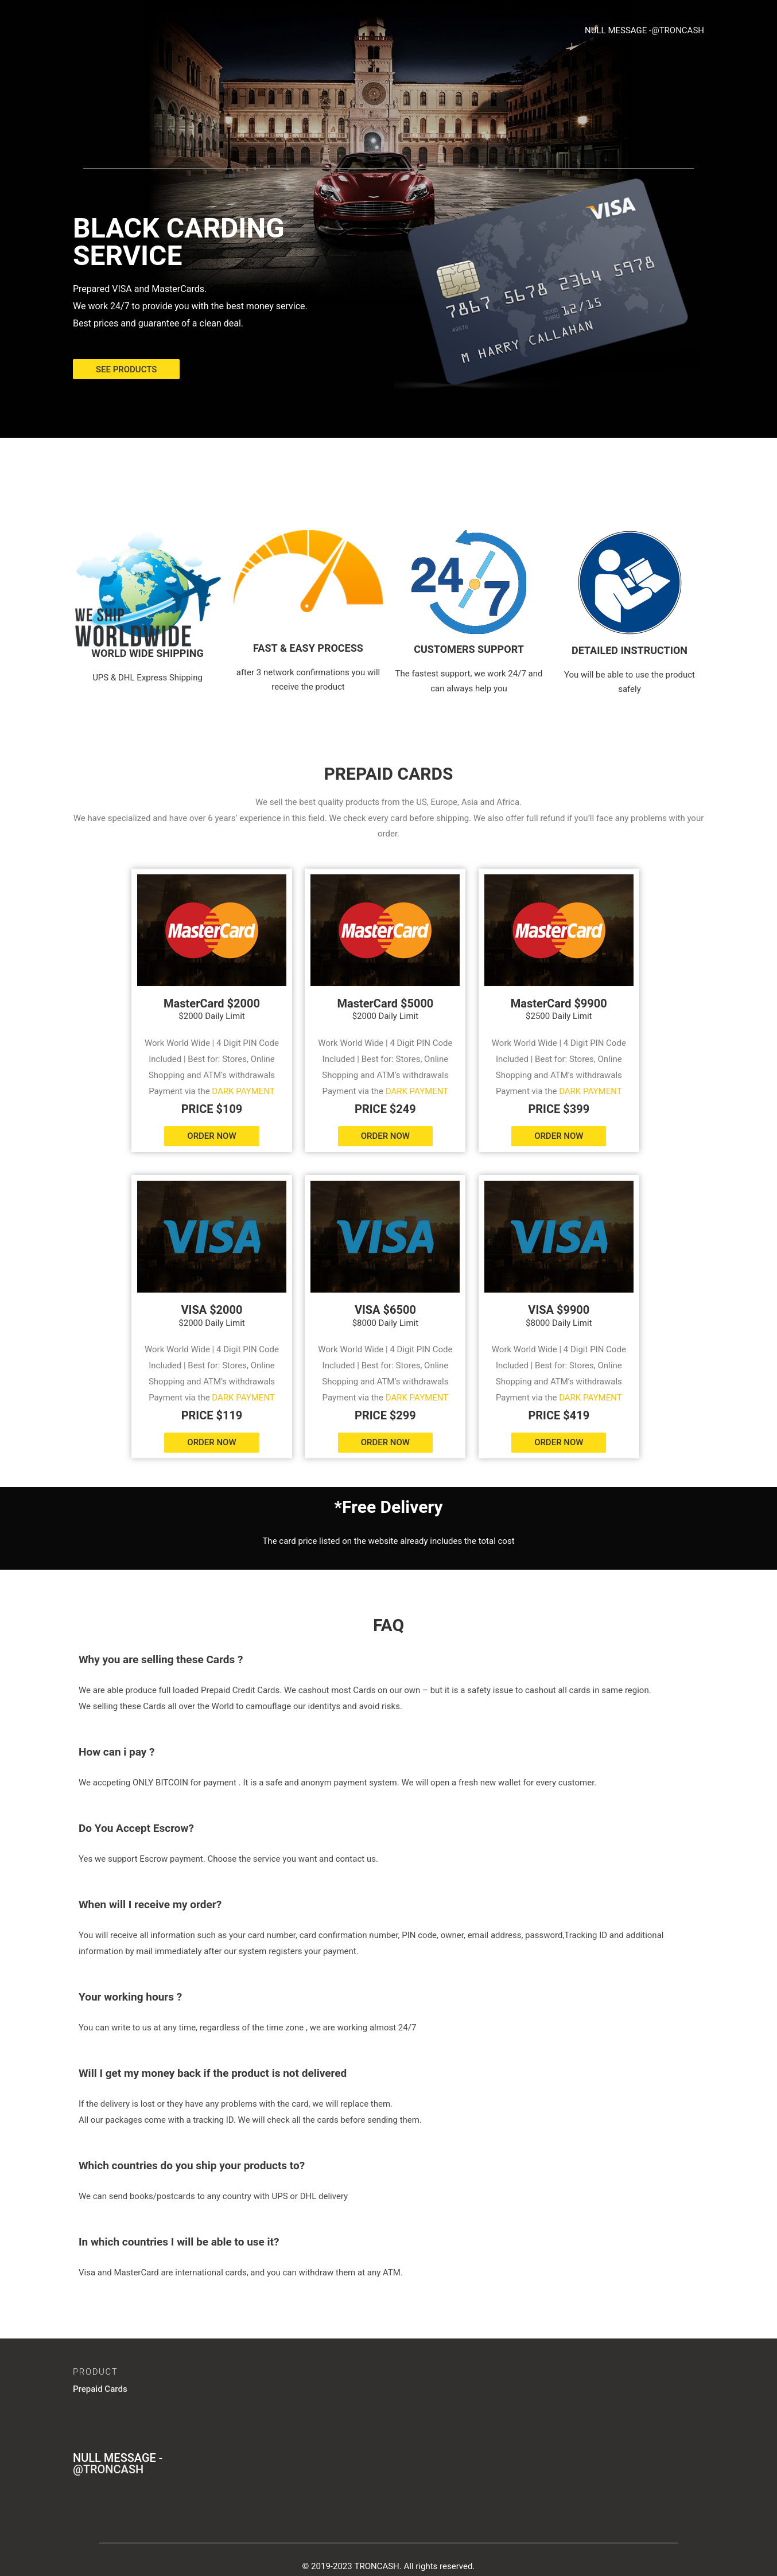 NULL MESSAGE -@TRONCASH
BLACK CARDING
SERVICE
Prepared VISA and MasterCards.
We work 24/7 to provide you with the best money service.
Best prices and guarantee of a clean deal.
SEE PRODUCTS
VISA
7867 5678 2364 5978
GOOD THRU 12/15
M HARRY CALLAHAN
WE SHIP
WORLDWIDE
WORLD WIDE SHIPPING
UPS & DHL Express Shipping
FAST & EASY PROCESS
after 3 network confirmations you will
receive the product
24 7
CUSTOMERS SUPPORT
The fastest support, we work 24/7 and
can always help you
DETAILED INSTRUCTION
You will be able to use the product
safely
PREPAID CARDS
We sell the best quality products from the US, Europe, Asia and Africa.
We have specialized and have over 6 years' experience in this field. We check every card before shipping. We also offer full refund if you'll face any problems with your
order.
MasterCard
MasterCard $2000
$2000 Daily Limit
Work World Wide | 4 Digit PIN Code
Included | Best for: Stores, Online
Shopping and ATM's withdrawals
Payment via the DARK PAYMENT
PRICE $109
ORDER NOW
MasterCard
MasterCard $5000
$2000 Daily Limit
Work World Wide | 4 Digit PIN Code
Included | Best for: Stores, Online
Shopping and ATM's withdrawals
Payment via the DARK PAYMENT
PRICE $249
ORDER NOW
MasterCard
MasterCard $9900
$2500 Daily Limit
Work World Wide | 4 Digit PIN Code
Included | Best for: Stores, Online
Shopping and ATM's withdrawals
Payment via the DARK PAYMENT
PRICE $399
ORDER NOW
VISA
VISA $2000
$2000 Daily Limit
Work World Wide | 4 Digit PIN Code
Included | Best for: Stores, Online
Shopping and ATM's withdrawals
Payment via the DARK PAYMENT
PRICE $119
ORDER NOW
VISA
VISA $6500
$8000 Daily Limit
Work World Wide | 4 Digit PIN Code
Included | Best for: Stores, Online
Shopping and ATM's withdrawals
Payment via the DARK PAYMENT
PRICE $299
ORDER NOW
VISA
VISA $9900
$8000 Daily Limit
Work World Wide | 4 Digit PIN Code
Included | Best for: Stores, Online
Shopping and ATM's withdrawals
Payment via the DARK PAYMENT
PRICE $419
ORDER NOW
*Free Delivery
The card price listed on the website already includes the total cost
FAQ
Why you are selling these Cards ?
We are able produce full loaded Prepaid Credit Cards. We cashout most Cards on our own – but it is a safety issue to cashout all cards in same region.
We selling these Cards all over the World to camouflage our identitys and avoid risks.
How can i pay ?
We accpeting ONLY BITCOIN for payment . It is a safe and anonym payment system. We will open a fresh new wallet for every customer.
Do You Accept Escrow?
Yes we support Escrow payment. Choose the service you want and contact us.
When will I receive my order?
You will receive all information such as your card number, card confirmation number, PIN code, owner, email address, password,Tracking ID and additional
information by mail immediately after our system registers your payment.
Your working hours ?
You can write to us at any time, regardless of the time zone , we are working almost 24/7
Will I get my money back if the product is not delivered
If the delivery is lost or they have any problems with the card, we will replace them.
All our packages come with a tracking ID. We will check all the cards before sending them.
Which countries do you ship your products to?
We can send books/postcards to any country with UPS or DHL delivery
In which countries I will be able to use it?
Visa and MasterCard are international cards, and you can withdraw them at any ATM.
PRODUCT
Prepaid Cards
NULL MESSAGE -
@TRONCASH
© 2019-2023 TRONCASH. All rights reserved.